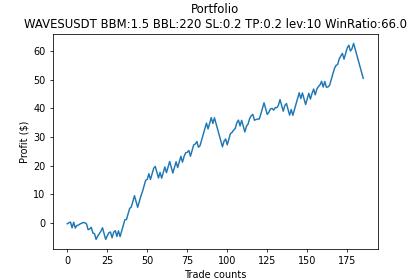 Portfolio
WAVESUSDT BBM:1.5 BBL:220 SL:0.2 TP:0.2 lev:10 WinRatio:66.0
60
50
40
30
20
10
0
Profit ($)
0 25 50 75 100 125 150 175
Trade counts